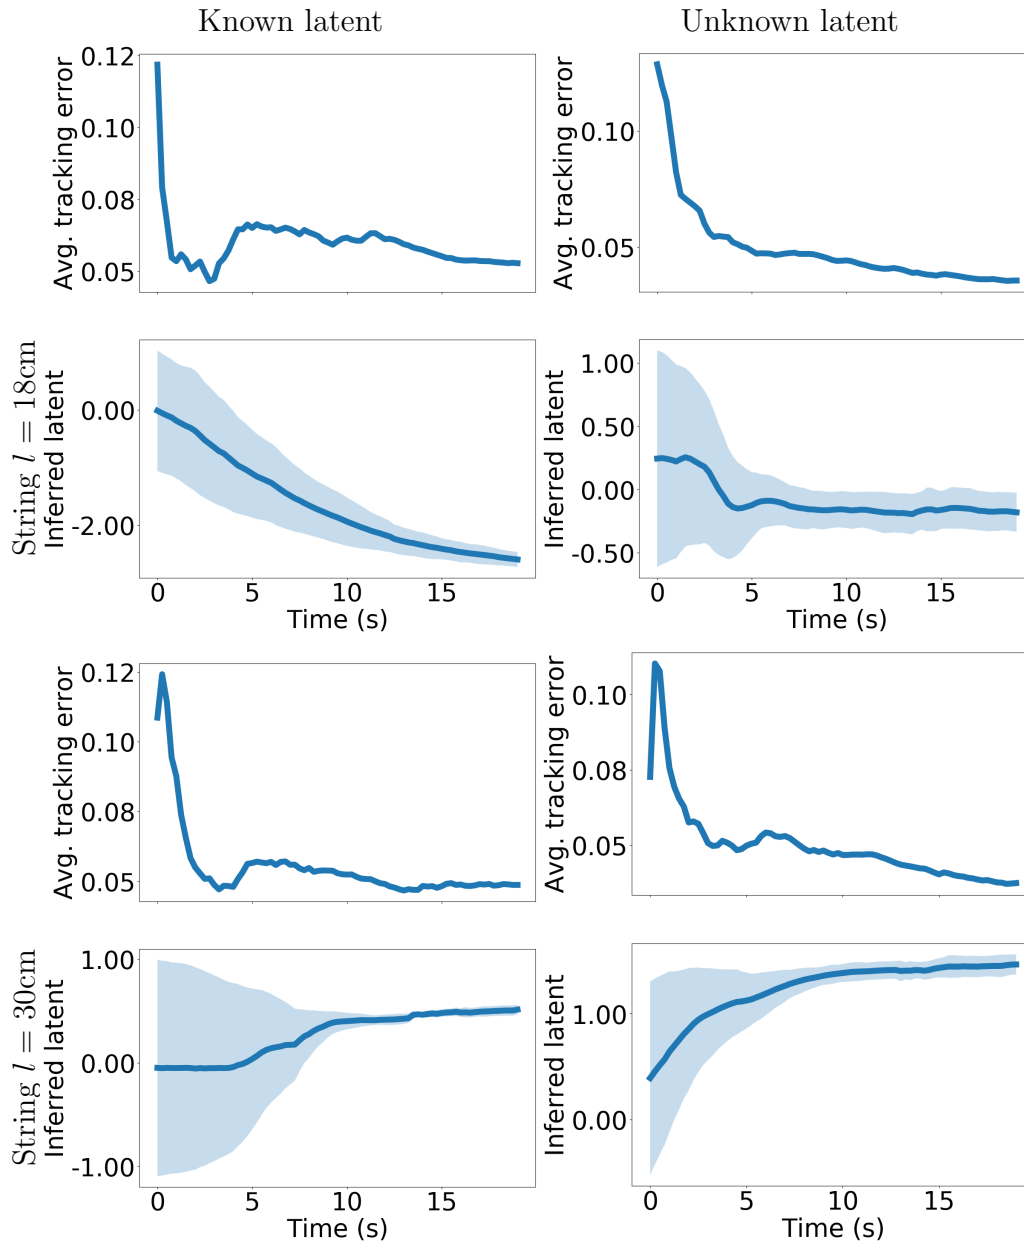 Known latent
Unknown latent
Avg. tracking error
0.12
0.10
0.08
0.05
Avg. tracking error
0.10
0.05
String l = 18cm
Inferred latent
0.00
-2.00
0
5
10
15
Time (s)
Inferred latent
1.00
0.50
0.00
-0.50
0
5
10
15
Time (s)
Avg. tracking error
0.12
0.10
0.08
0.05
Avg. tracking error
0.10
0.08
0.05
String l = 30cm
Inferred latent
1.00
0.00
-1.00
0
5
10
15
Time (s)
Inferred latent
1.00
0.00
0
5
10
15
Time (s)